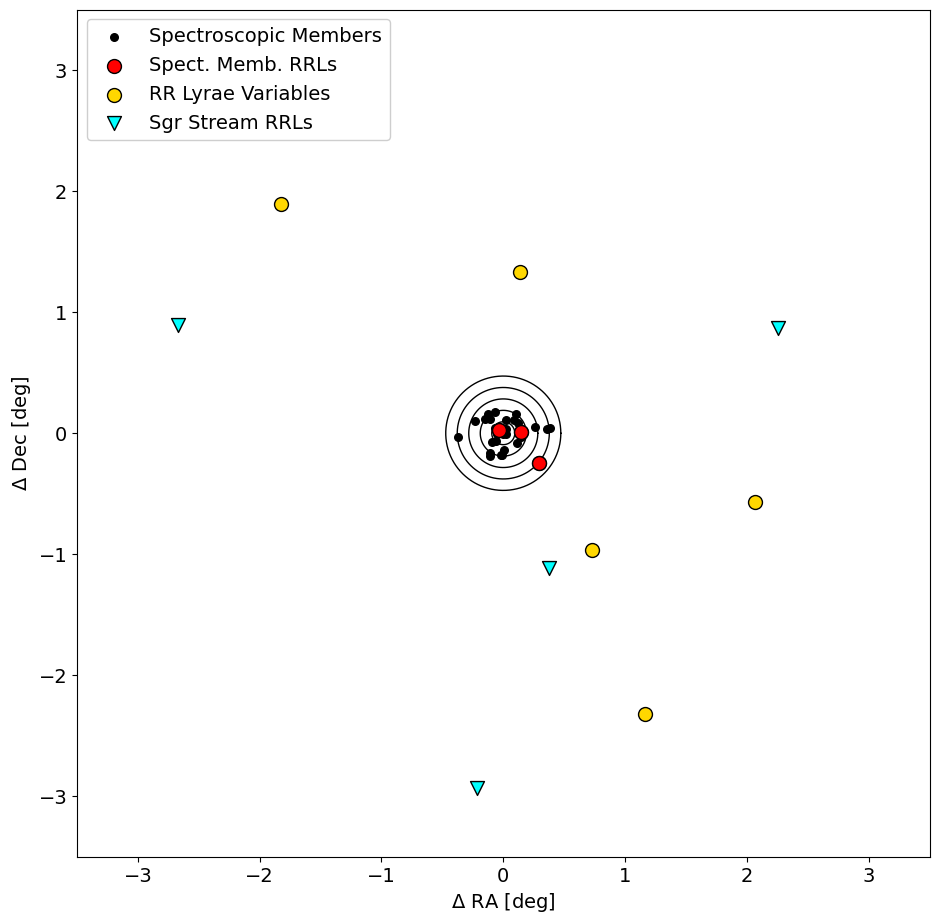 Spectroscopic Members
Spect. Memb. RRLs
RR Lyrae Variables
Sgr Stream RRLs
3
2
1
0
−1
−2
−3
Δ Dec [deg]
−3
−2
−1
0
1
2
3
Δ RA [deg]